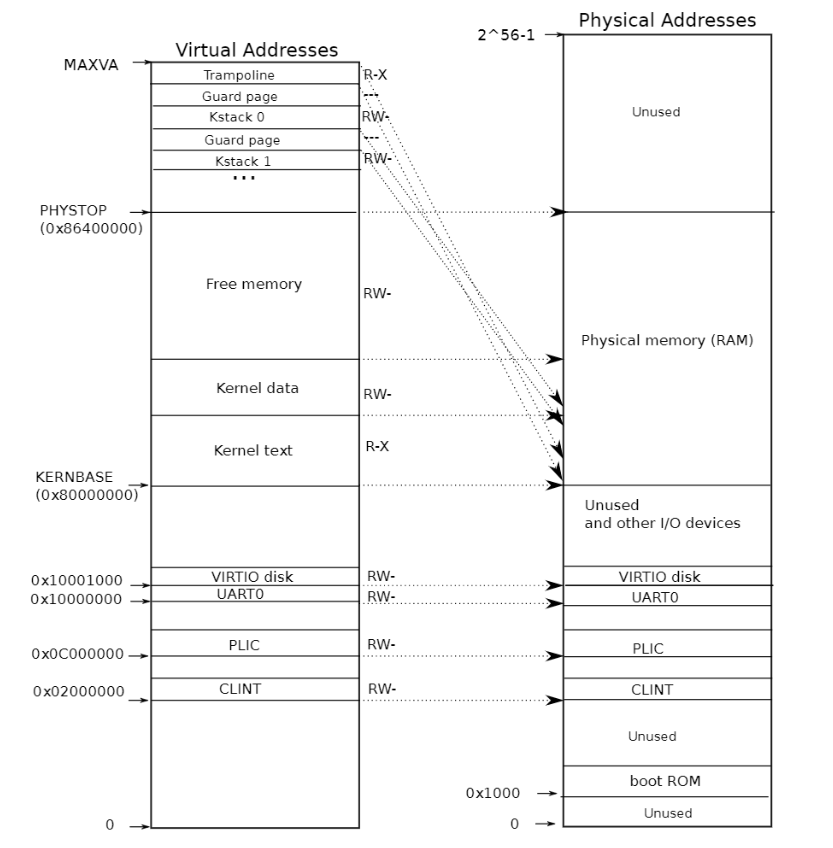 Physical Addresses
2^56-1
Virtual Addresses
MAXVA
Trampoline
R-X
Guard page
---
Unused
Kstack 0
RW-
Guard page
---
Kstack 1
RW-
...
PHYSTOP
(0x86400000)
Free memory
RW-
Physical memory (RAM)
Kernel data
RW-
Kernel text
R-X
KERNBASE
(0x80000000)
Unused
and other I/O devices
0x10001000
VIRTIO disk
RW-
VIRTIO disk
0x10000000
UART0
RW-
UART0
0x0C000000
PLIC
RW-
PLIC
0x02000000
CLINT
RW-
CLINT
Unused
boot ROM
0x1000
Unused
0
0